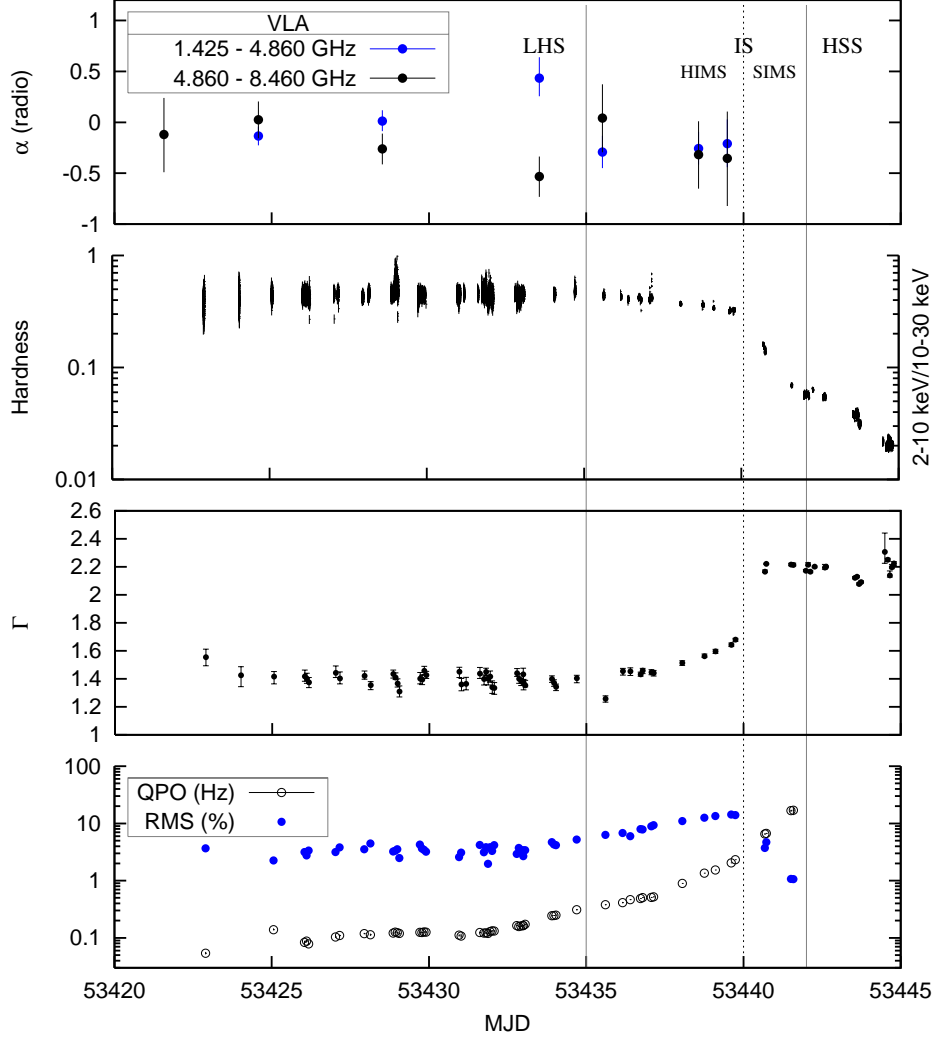 VLA
1.425 - 4.860 GHz
4.860 - 8.460 GHz
LHS
IS
HSS
HIMS
SIMS
α (radio)
1
0.5
0
-0.5
-1
Hardness
1
0.1
0.01
2-10 keV/10-30 keV
Γ
2.6
2.4
2.2
2
1.8
1.6
1.4
1.2
1
QPO (Hz)
RMS (%)
100
10
1
0.1
53420
53425
53430
53435
53440
53445
MJD